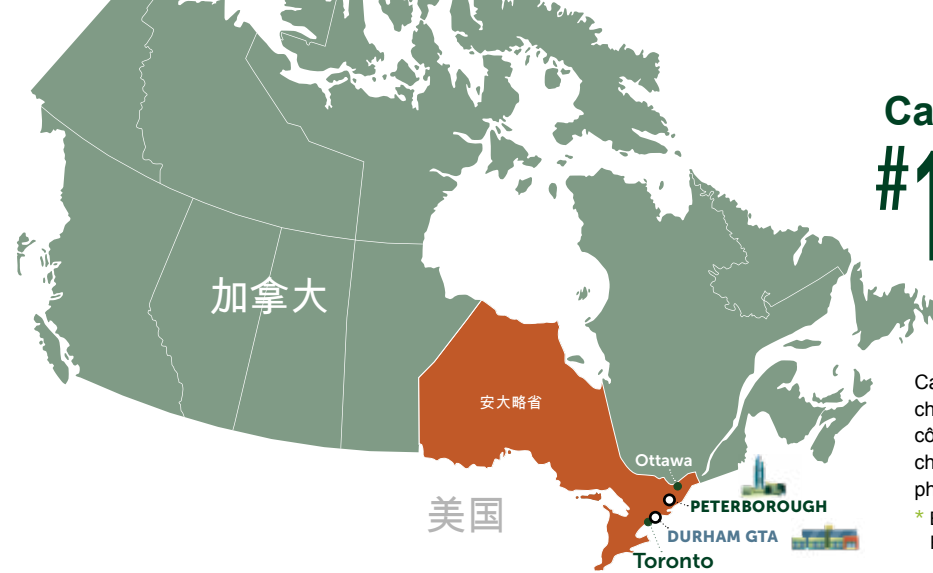 Ca
#1
加拿大
安大略省
Ca
ch
cô
ch
ph
*
Ottawa
美国
PETERBOROUGH
DURHAM GTA
Toronto